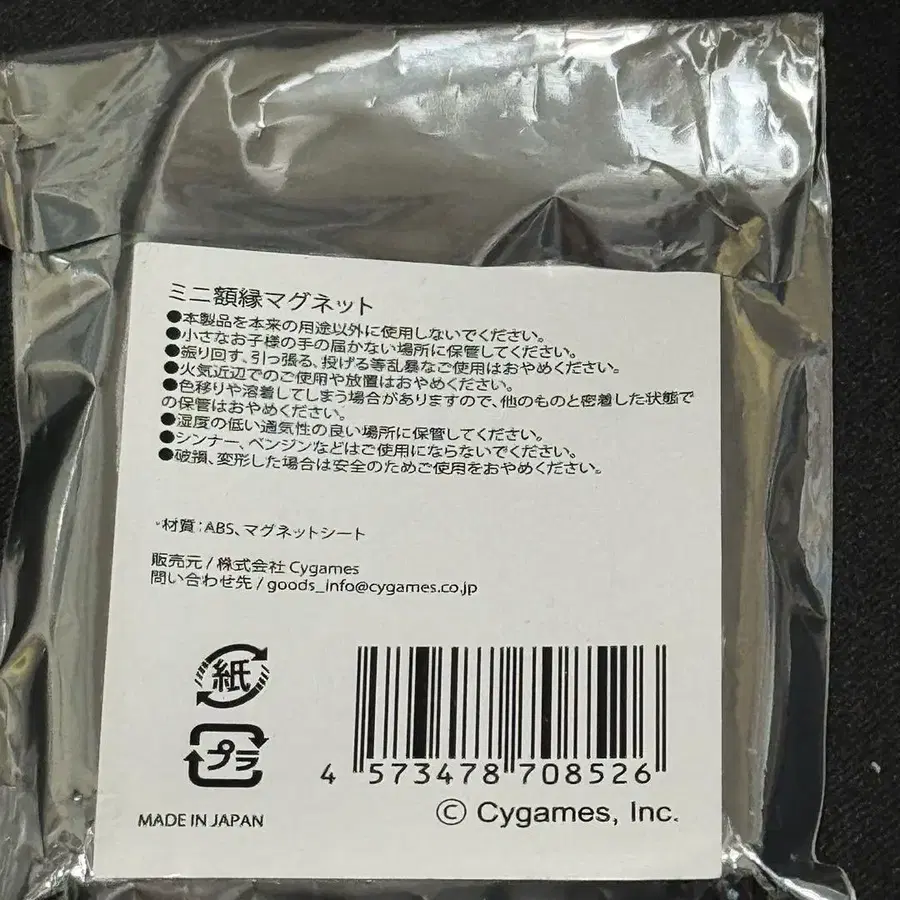 ミニ額縁マグネット
●本製品を本来の用途以外に使用しないでください。
●小さなお子様の手の届かない場所に保管してください。
●振り回す、引っ張る、投げる等乱暴なご使用はおやめください。
●火気近辺でのご使用や放置はおやめください。
●色移りや溶着してしまう場合がありますので、他のものと密着した状態で
の保管はおやめください。
●湿度の低い通気性の良い場所に保管してください。
●シンナー、ベンジンなどはご使用にならないでください。
●破損、変形した場合は安全のためご使用をおやめください。
・材質：ABS、マグネットシート
販売元 / 株式会社 Cygames
問い合わせ先 / goods_info@cygames.co.jp
紙
プラ
4 573478 708526
MADE IN JAPAN
© Cygames, Inc.